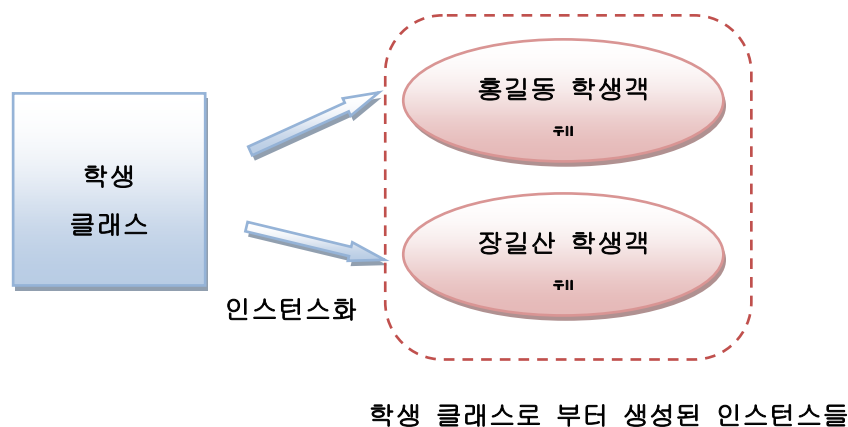 학생
클래스
홍길동 학생객
장길산 학생객
인스턴스화
학생 클래스로 부터 생성된 인스턴스들